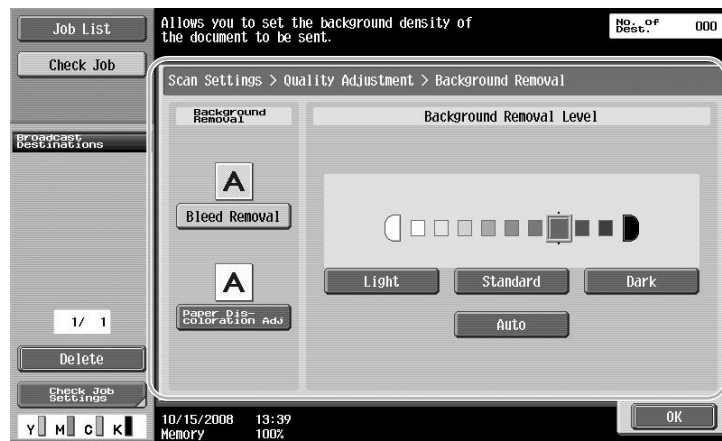 Job List
Allows you to set the background density of
the document to be sent.
No. of
Dest.
000
Check Job
Scan Settings > Quality Adjustment > Background Removal
Background
Removal
Background Removal Level
Broadcast
Destinations
A
Bleed Removal
A
Light
Standard
Dark
Paper Dis-
coloration Adj
Auto
1/ 1
Delete
Check Job
Settings
Y M C K
10/15/2008 13:39
Memory 100%
OK